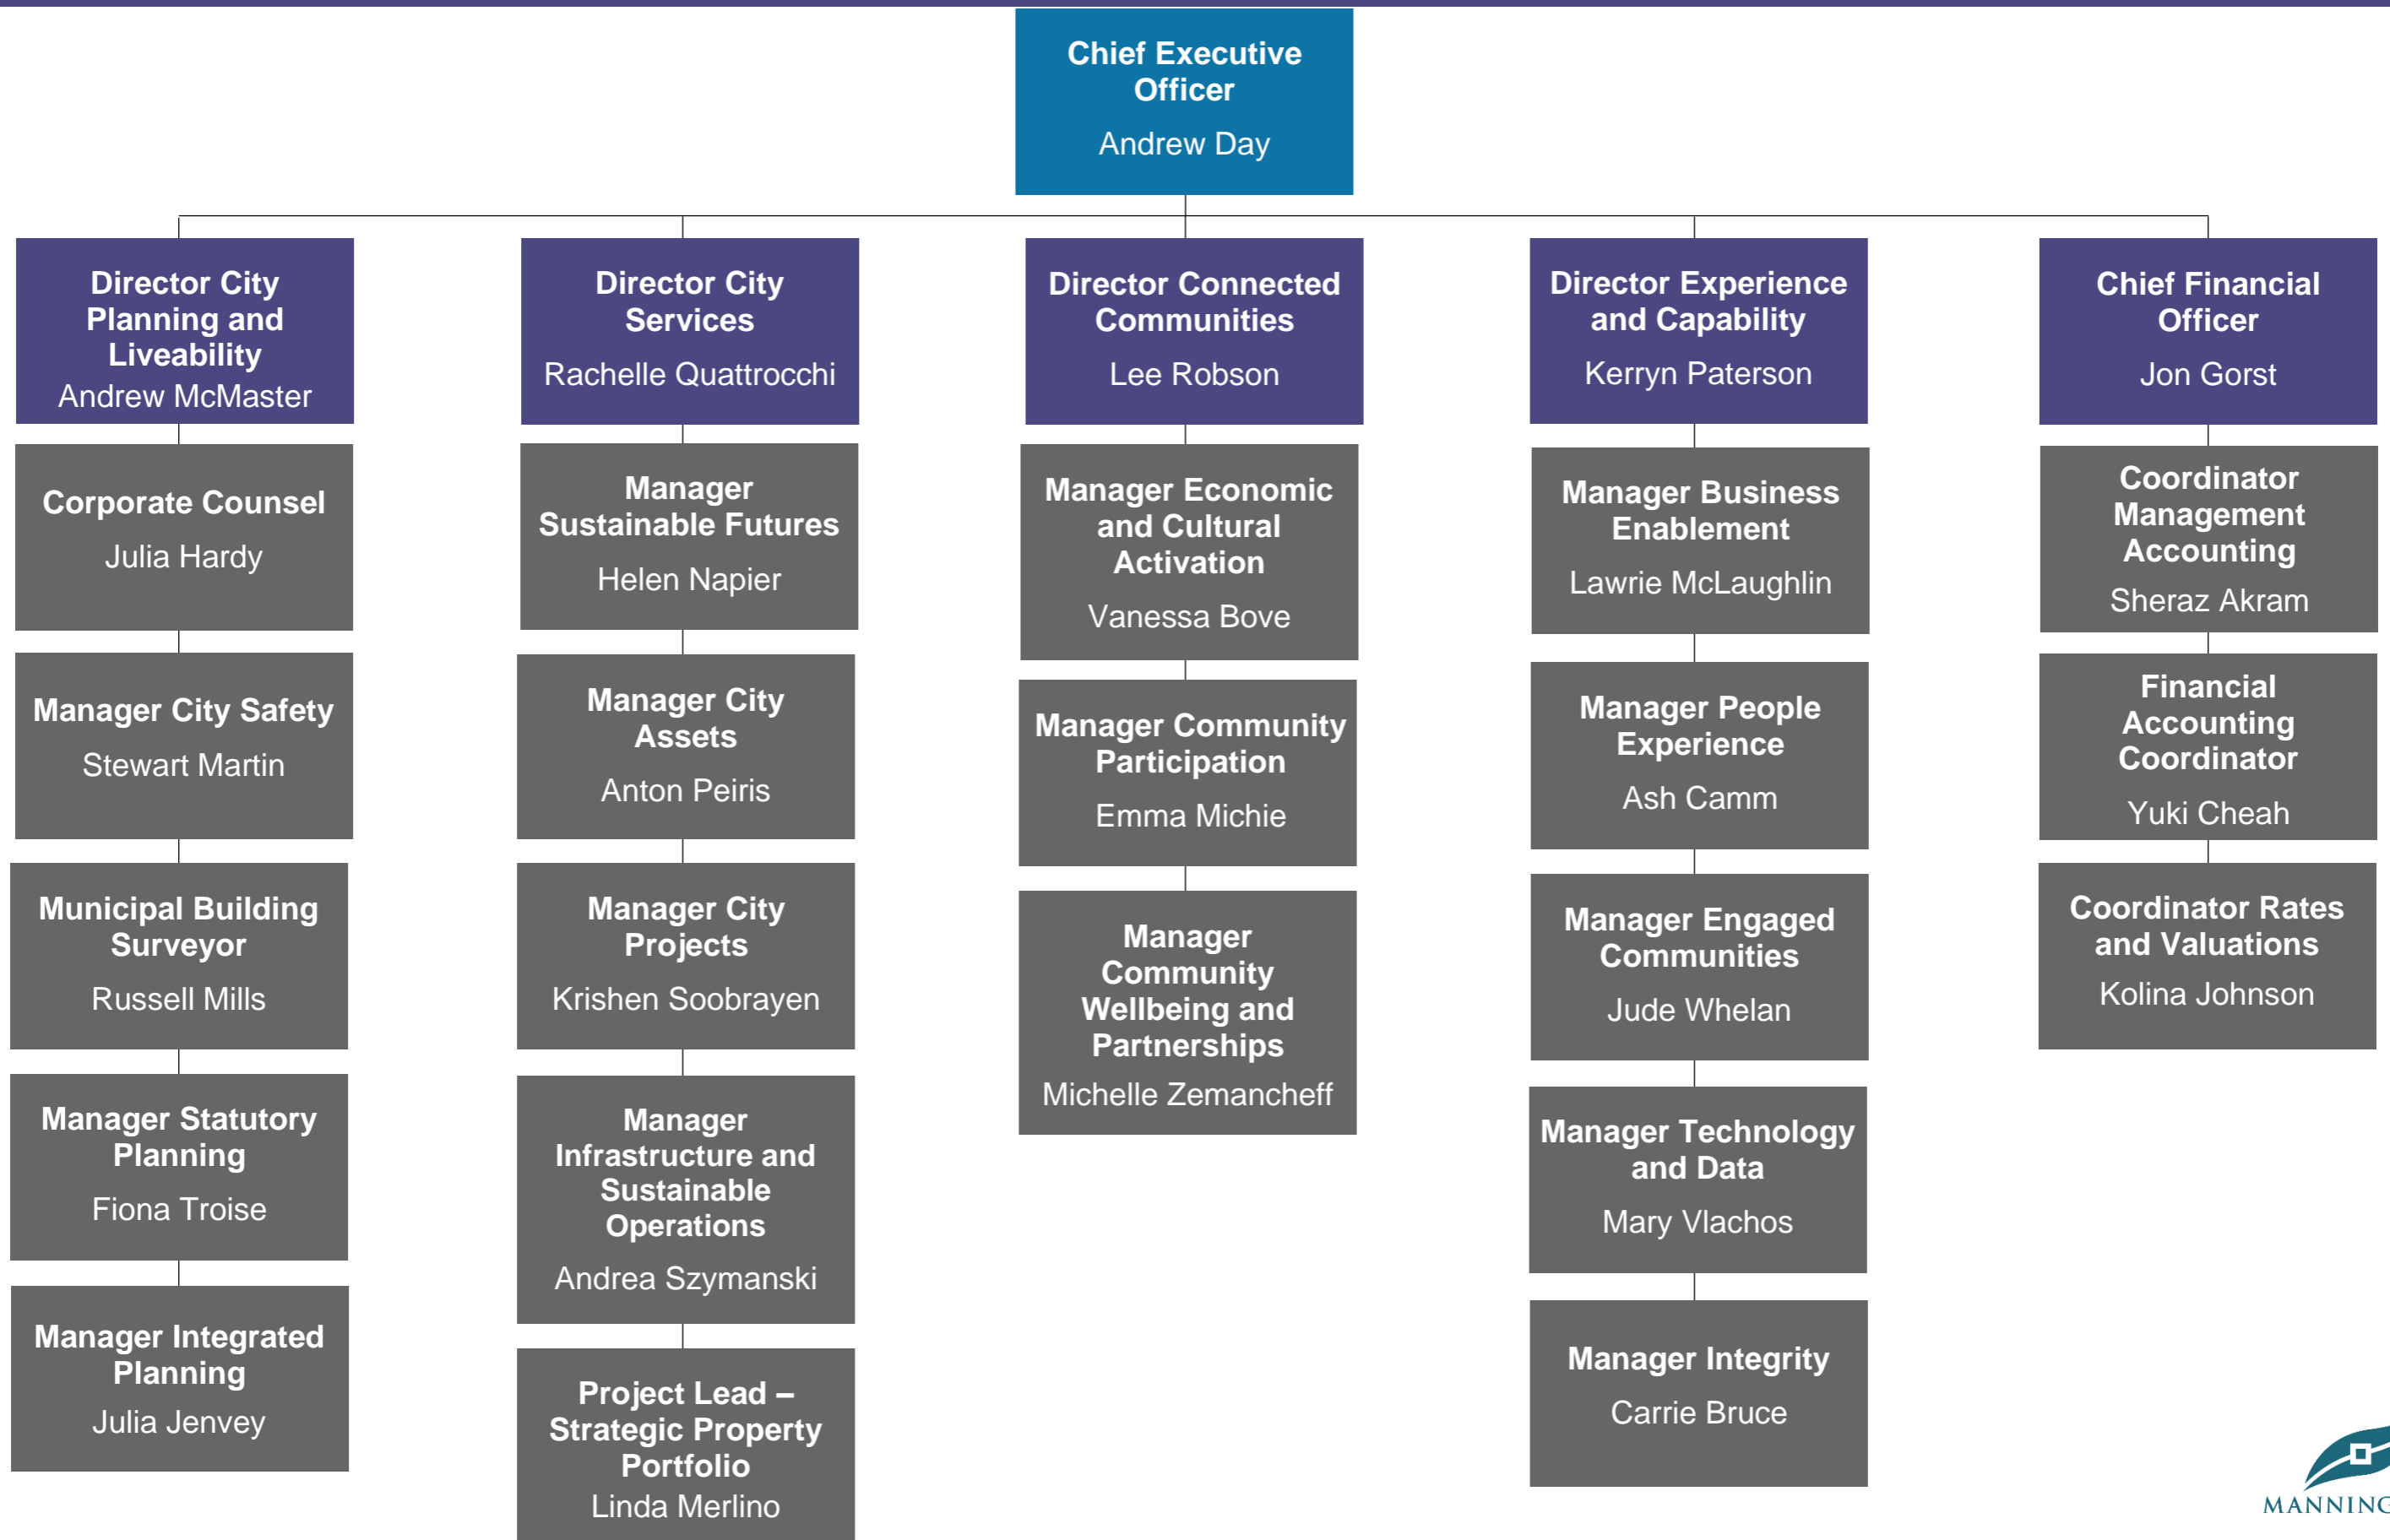 Chief Executive
Officer
Andrew Day
Director City
Planning and
Liveability
Andrew McMaster
Corporate Counsel
Julia Hardy
Manager City Safety
Stewart Martin
Municipal Building
Surveyor
Russell Mills
Manager Statutory
Planning
Fiona Troise
Manager Integrated
Planning
Julia Jenvey
Director City
Services
Rachelle Quattrocchi
Manager
Sustainable Futures
Helen Napier
Manager City
Assets
Anton Peiris
Manager City
Projects
Krishen Soobrayen
Manager
Infrastructure and
Sustainable
Operations
Andrea Szymanski
Project Lead –
Strategic Property
Portfolio
Linda Merlino
Director Connected
Communities
Lee Robson
Manager Economic
and Cultural
Activation
Vanessa Bove
Manager Community
Participation
Emma Michie
Manager
Community
Wellbeing and
Partnerships
Michelle Zemancheff
Director Experience
and Capability
Kerryn Paterson
Manager Business
Enablement
Lawrie McLaughlin
Manager People
Experience
Ash Camm
Manager Engaged
Communities
Jude Whelan
Manager Technology
and Data
Mary Vlachos
Manager Integrity
Carrie Bruce
Chief Financial
Officer
Jon Gorst
Coordinator
Management
Accounting
Sheraz Akram
Financial
Accounting
Coordinator
Yuki Cheah
Coordinator Rates
and Valuations
Kolina Johnson